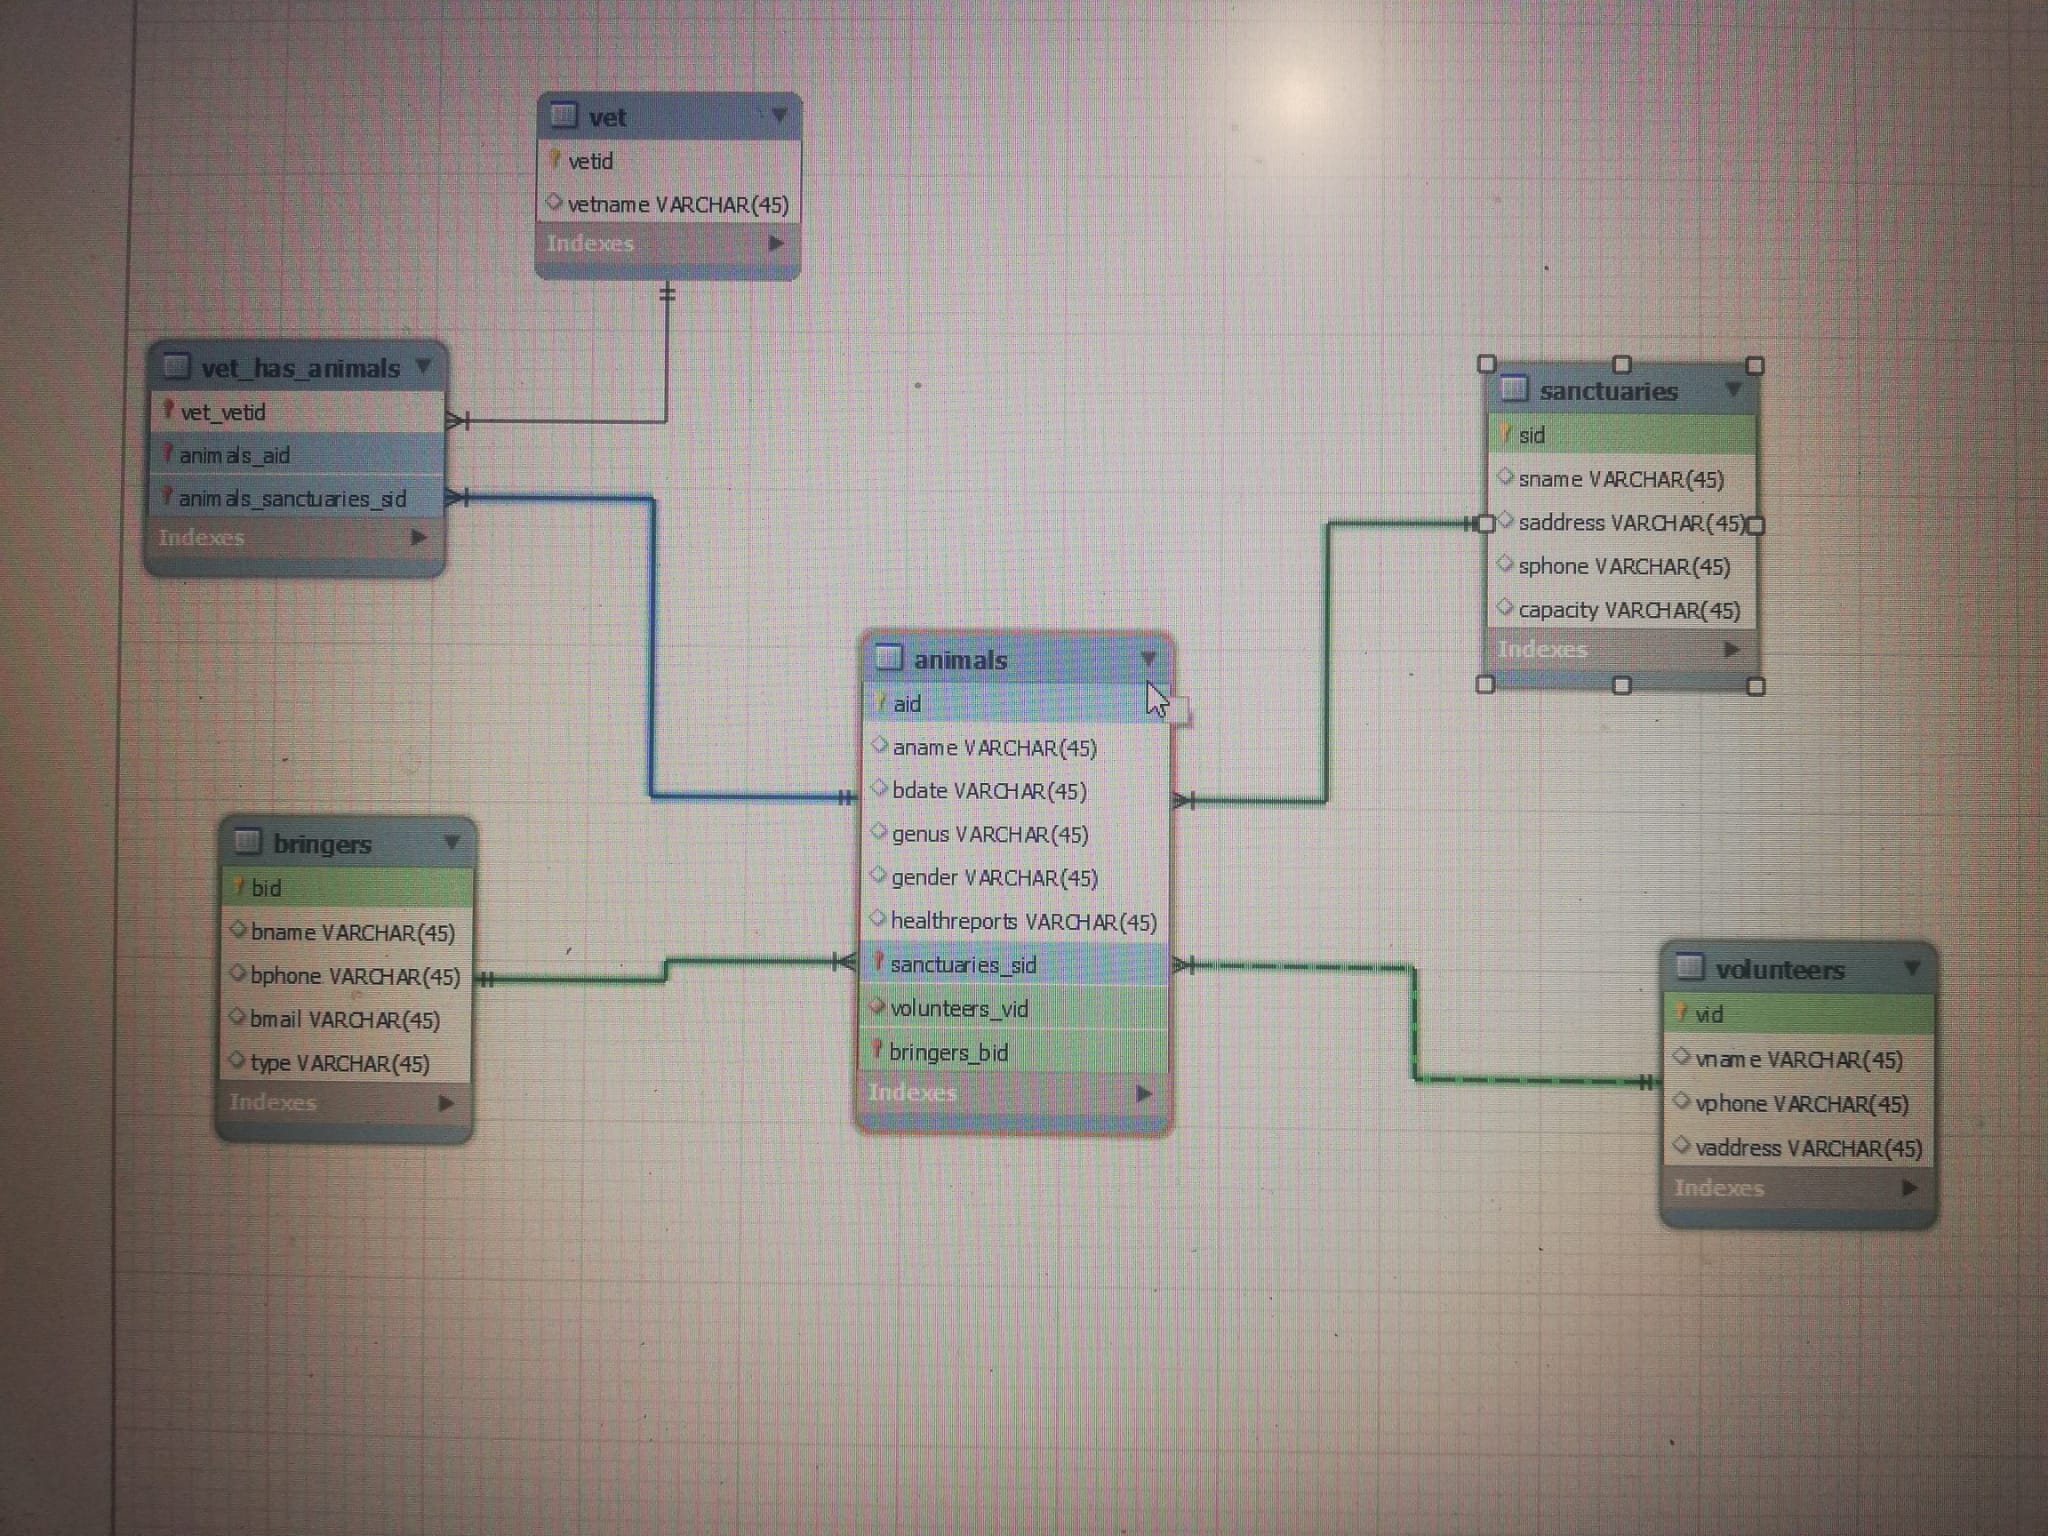 vet
vetid
vetname VARCHAR(45)
Indexes
vet_has_animals
vet_vetid
animals_aid
animals_sanctuaries_sid
Indexes
sanctuaries
sid
sname VARCHAR(45)
saddress VARCHAR(45)
sphone VARCHAR(45)
capacity VARCHAR(45)
Indexes
animals
aid
aname VARCHAR(45)
bdate VARCHAR(45)
genus VARCHAR(45)
gender VARCHAR(45)
healthreports VARCHAR(45)
sanctuaries_sid
volunteers_vid
bringers_bid
Indexes
bringers
bid
bname VARCHAR(45)
bphone VARCHAR(45)
bmail VARCHAR(45)
type VARCHAR(45)
Indexes
volunteers
vid
vname VARCHAR(45)
vphone VARCHAR(45)
vaddress VARCHAR(45)
Indexes